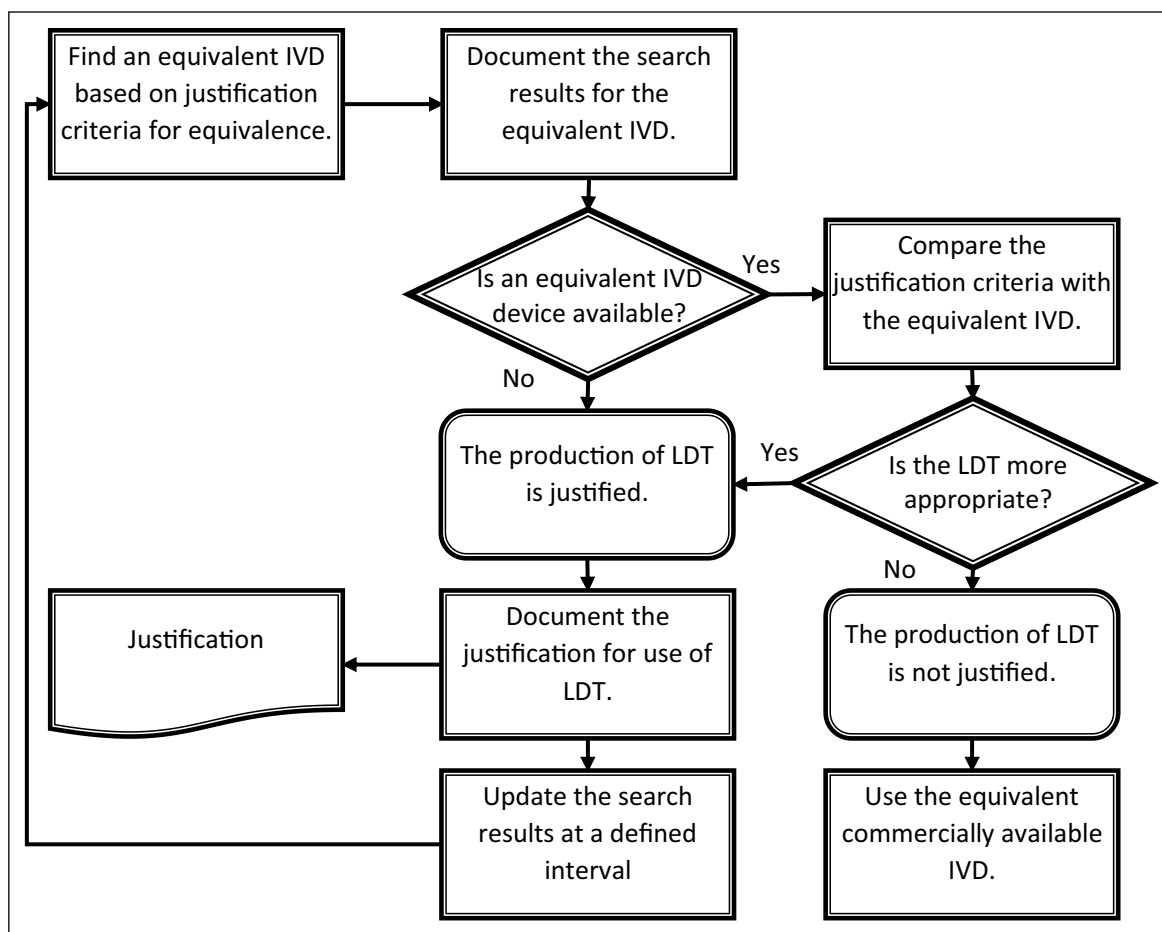 Find an equivalent IVD
based on justification
criteria for equivalence.
Document the search
results for the
equivalent IVD.
Is an equivalent IVD
device available?
Yes
Compare the
justification criteria with
the equivalent IVD.
No
The production of LDT
is justified.
Yes
Is the LDT more
appropriate?
No
Justification
Document the
justification for use of
LDT.
The production of LDT
is not justified.
Update the search
results at a defined
interval
Use the equivalent
commercially available
IVD.